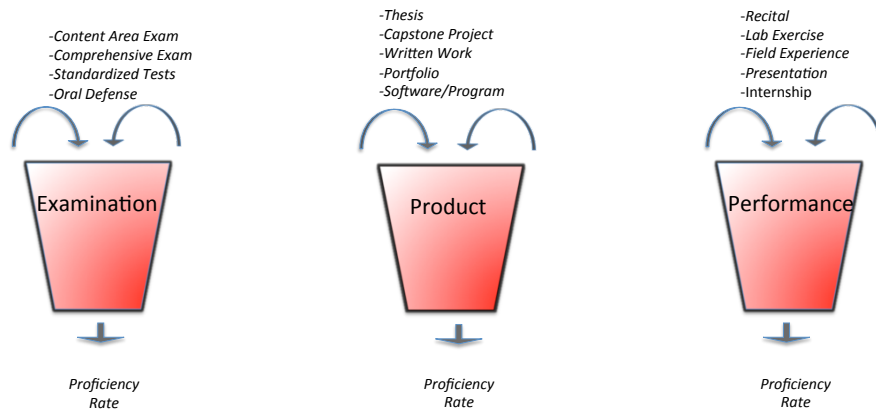 -Content Area Exam
-Comprehensive Exam
-Standardized Tests
-Oral Defense
Examination
Proficiency
Rate
-Thesis
-Capstone Project
-Written Work
-Portfolio
-Software/Program
Product
Proficiency
Rate
-Recital
-Lab Exercise
-Field Experience
-Presentation
-Internship
Performance
Proficiency
Rate